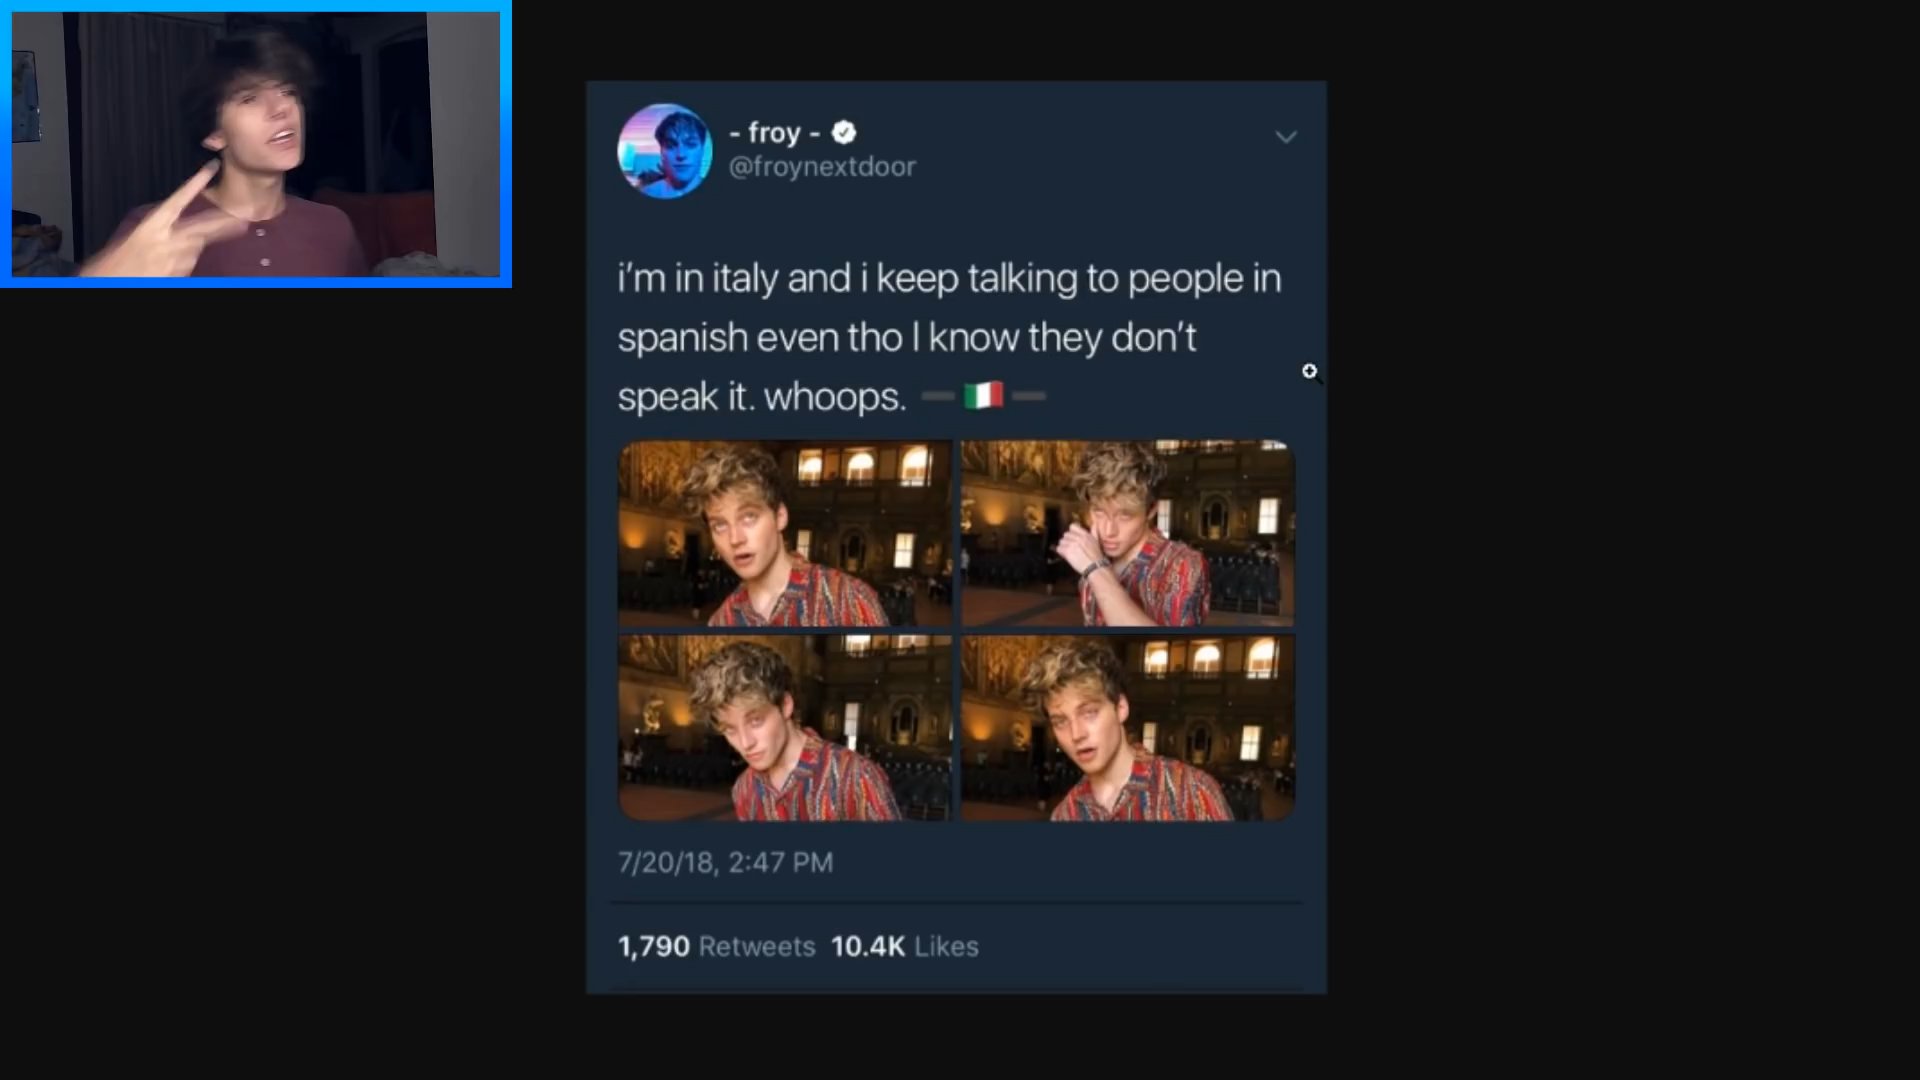 - froy -
@froynextdoor
i’m in italy and i keep talking to people in
spanish even tho I know they don’t
speak it. whoops. — 🇮🇹 —
7/20/18, 2:47 PM
1,790 Retweets 10.4K Likes